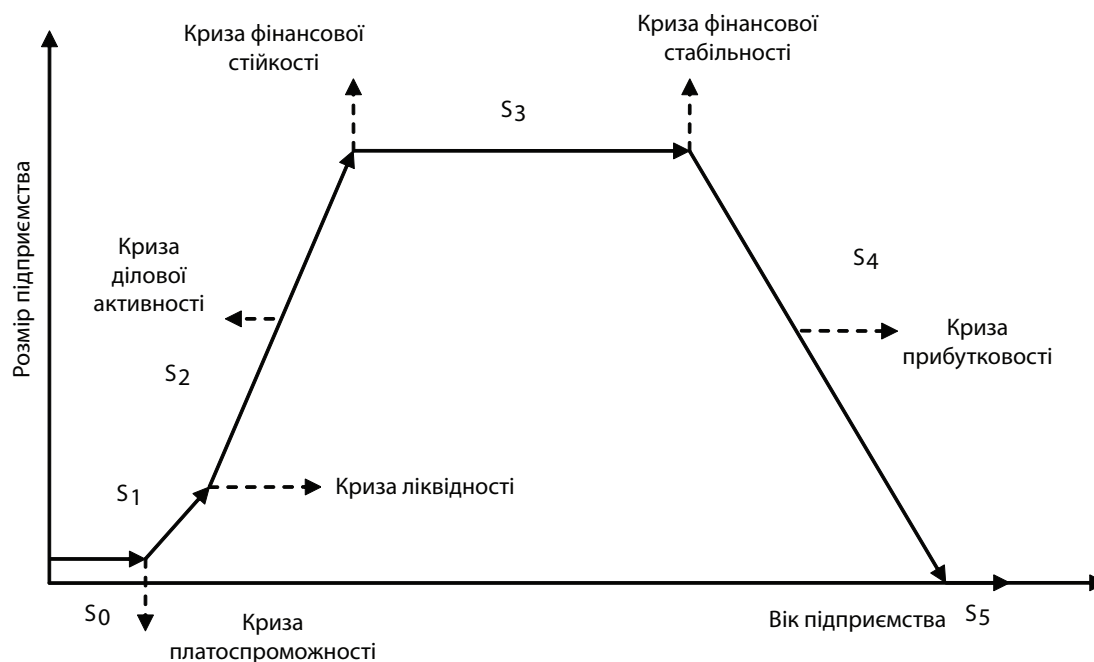 Криза фінансової
стійкості
Криза фінансової
стабільності
S3
Розмір підприємства
Криза
ділової
активності
S4
Криза
прибутковості
S2
S1
Криза ліквідності
S0
Криза
платоспроможності
Вік підприємства
S5